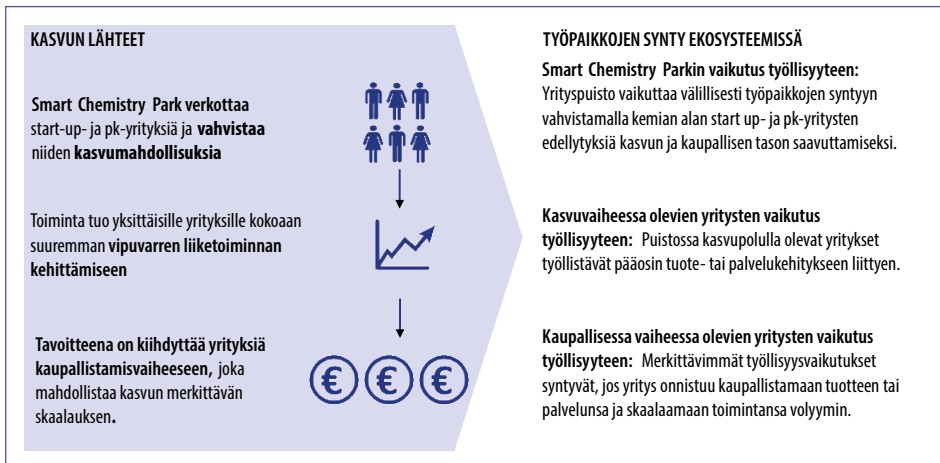 KASVUN LÄHTEET
Smart Chemistry Park verkottaa
start-up- ja pk-yrityksiä ja vahvistaa
niiden kasvumahdollisuksia
Toiminta tuo yksittäisille yrityksille kokoaan
suuremman vipuvarren liiketoiminnan
kehittämiseen
Tavoitteena on kiihdyttää yrityksiä
kaupallistamisvaiheeseen, joka
mahdollistaa kasvun merkittävän
skaalauksen.
€ € €
TYÖPAIKKOJEN SYNTY EKOSYSTEEMISSÄ
Smart Chemistry Parkin vaikutus työllisyyteen:
Yrityspuisto vaikuttaa välillisesti työpaikkojen syntyyn
vahvistamalla kemian alan start up- ja pk-yritysten
edellytyksiä kasvun ja kaupallisen tason saavuttamiseksi.
Kasvuvaiheessa olevien yritysten vaikutus
työllisyyteen: Puistossa kasvupolulla olevat yritykset
työllistävät pääosin tuote- tai palvelukehitykseen liittyen.
Kaupallisessa vaiheessa olevien yritysten vaikutus
työllisyyteen: Merkittävimmät työllisyysvaikutukset
syntyvät, jos yritys onnistuu kaupallistamaan tuotteen tai
palvelunsa ja skaalaamaan toimintansa volyymin.